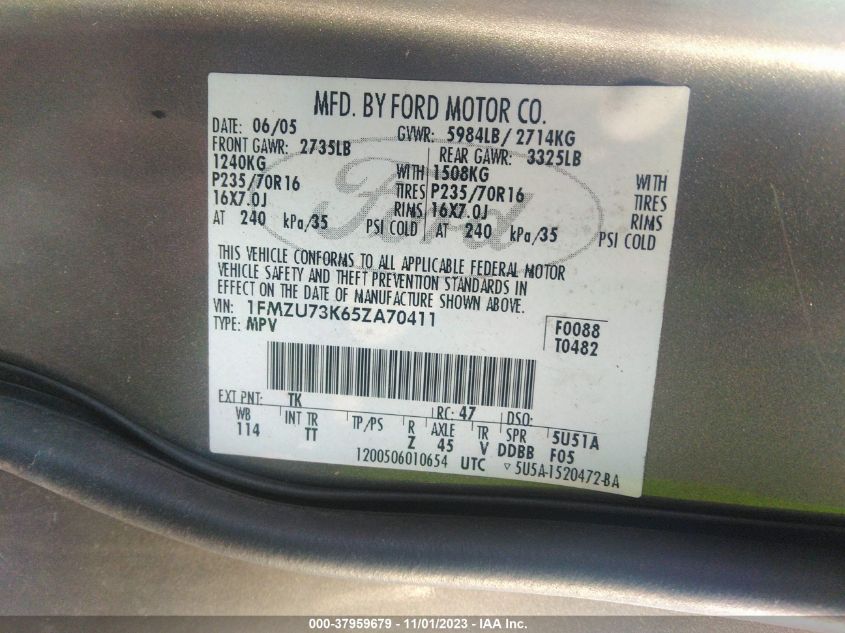 MFD. BY FORD MOTOR CO.
DATE: 06/05 GVWR: 5984LB/ 2714KG
FRONT GAWR: 2735LB REAR GAWR: 3325LB
1240KG WITH 1508KG WITH
P235/70R16 TIRES P235/70R16 TIRES
16X7.0J RIMS 16X7.0J RIMS
AT 240 kPa/35 PSI COLD AT 240 kPa/35 PSI COLD
Ford
THIS VEHICLE CONFORMS TO ALL APPLICABLE FEDERAL MOTOR
VEHICLE SAFETY AND THEFT PREVENTION STANDARDS IN
EFFECT ON THE DATE OF MANUFACTURE SHOWN ABOVE.
VIN: 1FMZU73K65ZA70411
TYPE: MPV
F0088
T0482
EXT PNT: TK RC: 47 DSO:
WB INT TR TP/PS R AXLE TR SPR 5U51A
114 TT Z 45 V DDBB F05
1200506010654 UTC ▽5U5A-1520472-BA
000-37959679 - 11/01/2023 - IAA Inc.